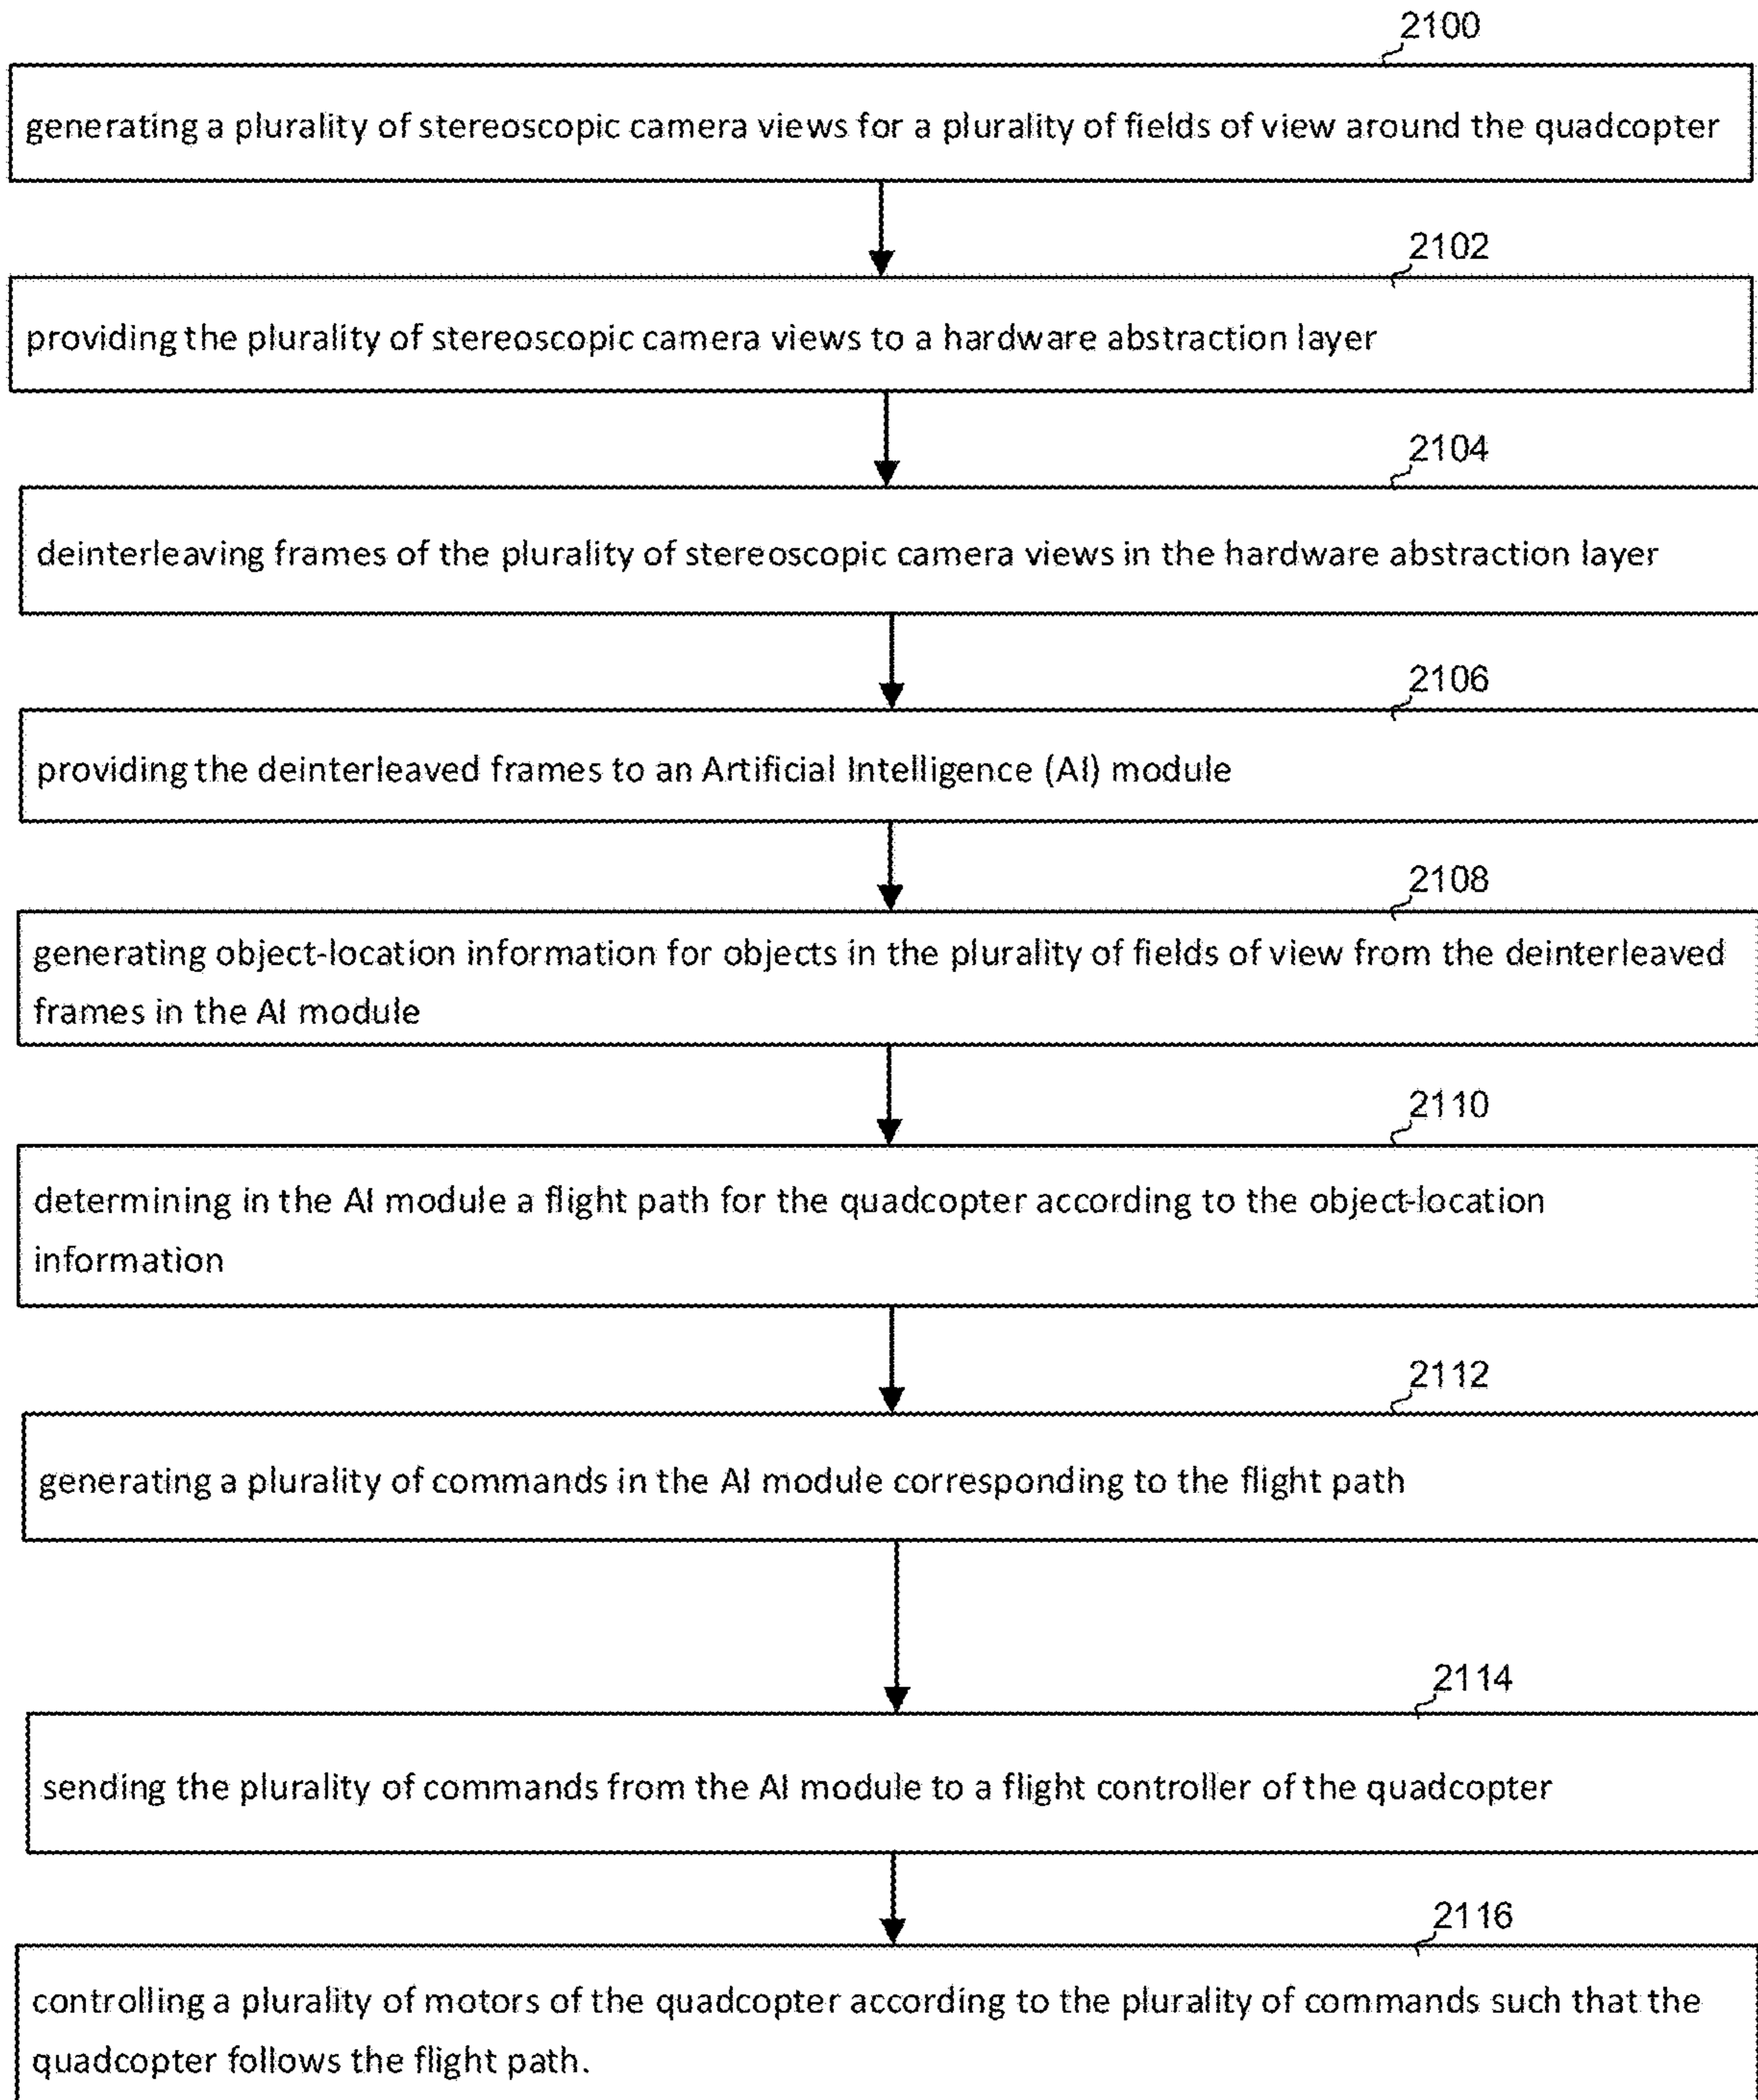 2100
generating a plurality of stereoscopic camera views for a plurality of fields of view around the quadcopter
2102
providing the plurality of stereoscopic camera views to a hardware abstraction layer
2104
deinterleaving frames of the plurality of stereoscopic camera views in the hardware abstraction layer
2106
providing the deinterleaved frames to an Artificial Intelligence (AI) module
2108
generating object-location information for objects in the plurality of fields of view from the deinterleaved
frames in the AI module
2110
determining in the AI module a flight path for the quadcopter according to the object-location
information
2112
generating a plurality of commands in the AI module corresponding to the flight path
2114
sending the plurality of commands from the AI module to a flight controller of the quadcopter
2116
controlling a plurality of motors of the quadcopter according to the plurality of commands such that the
quadcopter follows the flight path.